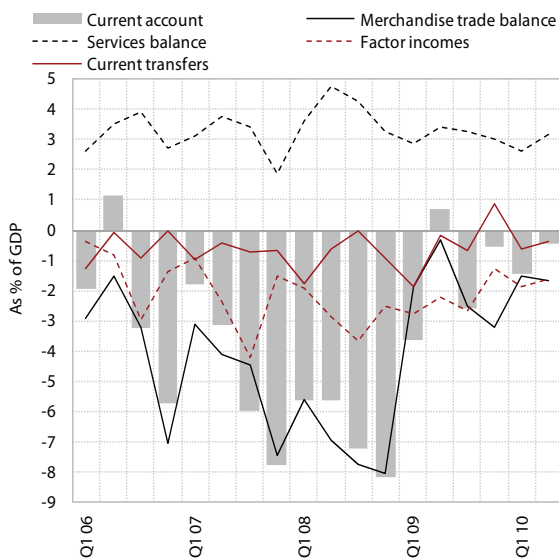 Current account
Merchandise trade balance
Services balance
Factor incomes
Current transfers
As % of GDP
5
4
3
2
1
0
-1
-2
-3
-4
-5
-6
-7
-8
-9
Q1 06
Q1 07
Q1 08
Q1 09
Q1 10